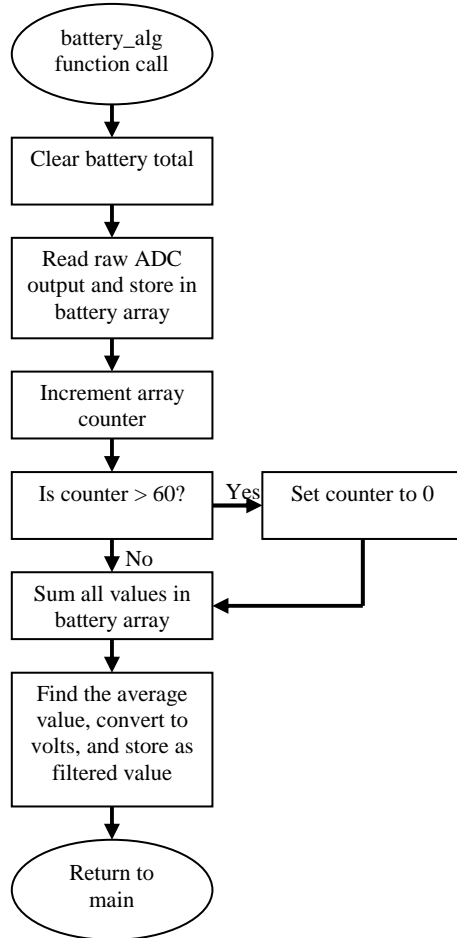 battery_alg
function call
Clear battery total
Read raw ADC
output and store in
battery array
Increment array
counter
Is counter > 60?
Yes
Set counter to 0
No
Sum all values in
battery array
Find the average
value, convert to
volts, and store as
filtered value
Return to
main